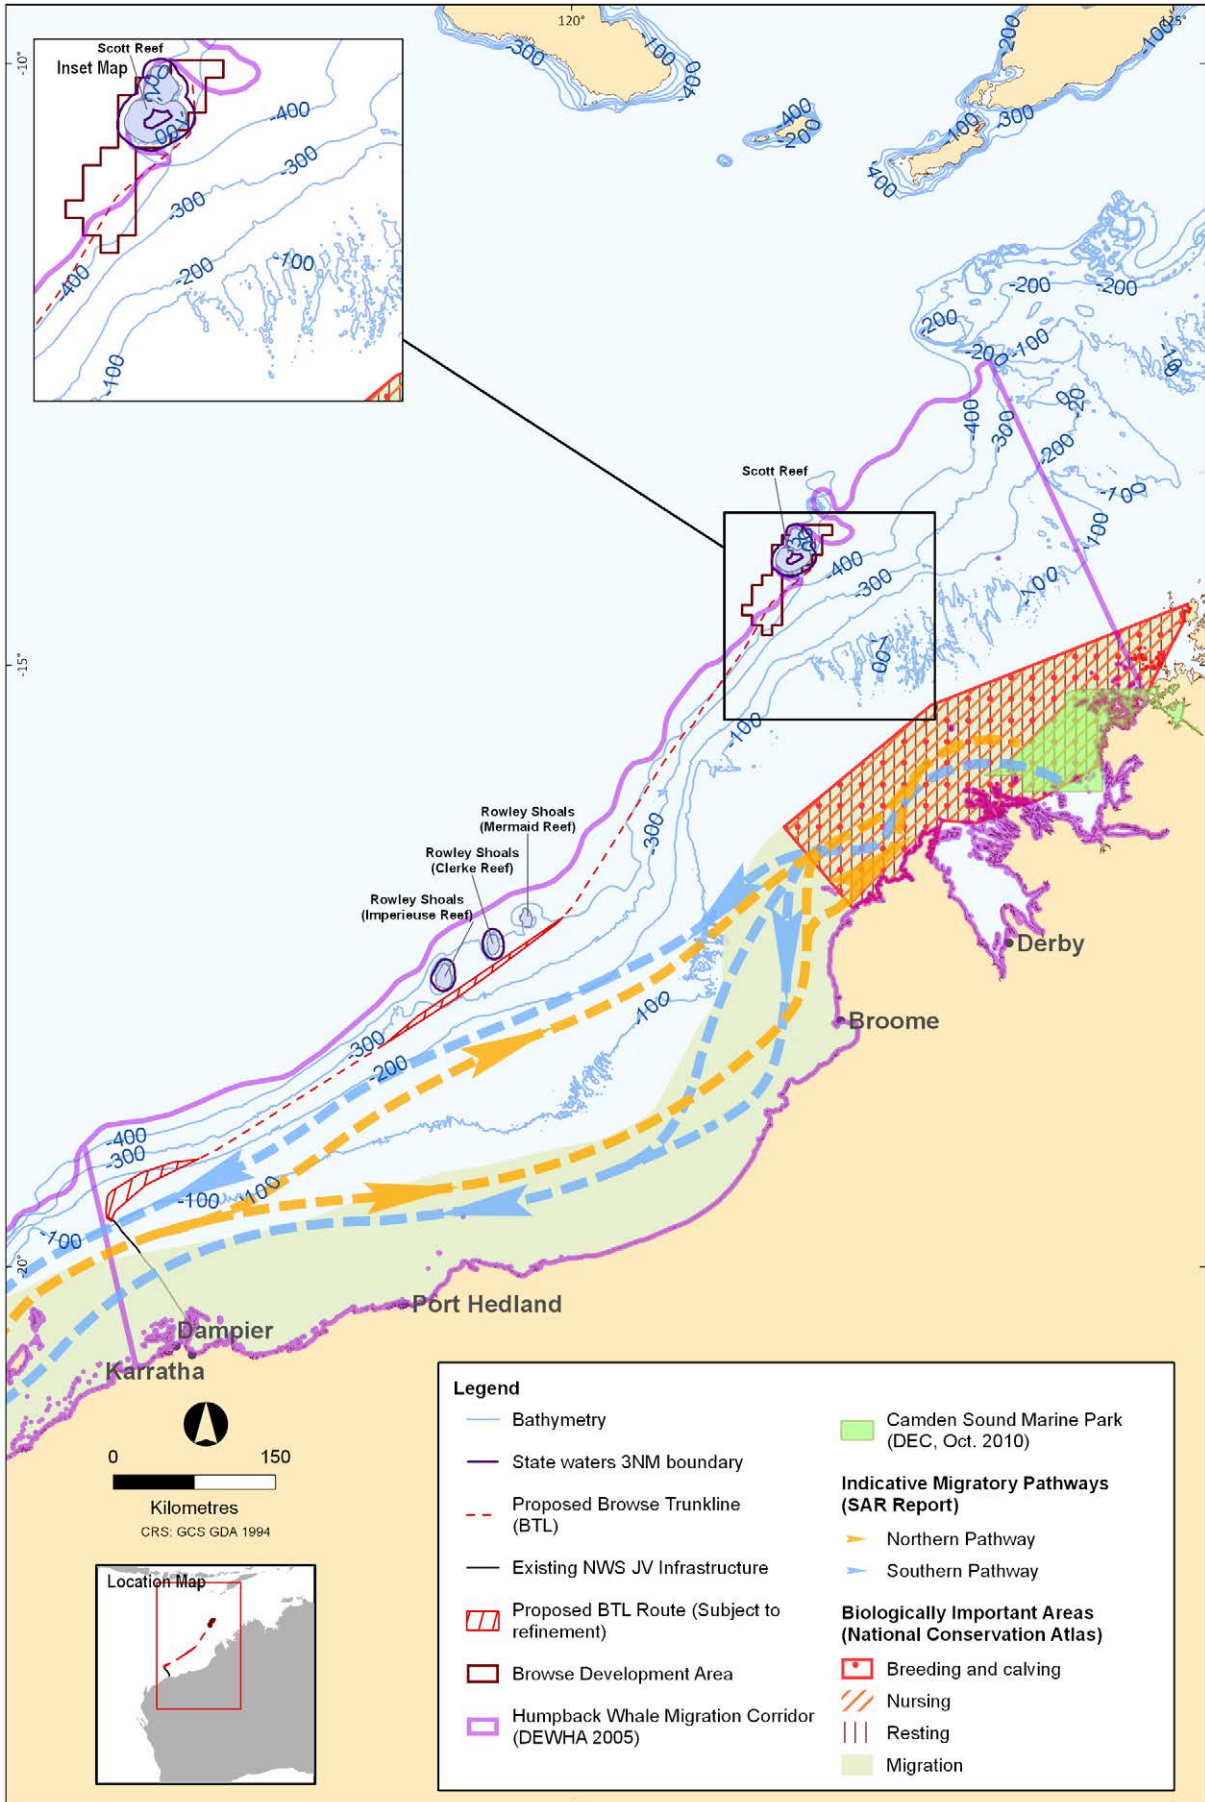 120°
125°
-10°
-15°
-20°
Scott Reef
Inset Map
-400
-300
-300
-200
-100
-400
-100
-300
-100
-400
-400
-200
-200
-100
-300
-100
-400
-200
-200
-200
-200
-100
-400
-300
-200
-100
-100
-100
Scott Reef
-400
-300
-100
-100
-300
Rowley Shoals
(Mermaid Reef)
Rowley Shoals
(Clerke Reef)
Rowley Shoals
(Imperieuse Reef)
Derby
Broome
-100
-300
-200
-400
-300
-100
-100
-100
Port Hedland
Dampier
Karratha
0 150
Kilometres
CRS: GCS GDA 1994
Location Map
Legend
Bathymetry
State waters 3NM boundary
Proposed Browse Trunkline
(BTL)
Existing NWS JV Infrastructure
Proposed BTL Route (Subject to
refinement)
Browse Development Area
Humpback Whale Migration Corridor
(DEWHA 2005)
Camden Sound Marine Park
(DEC, Oct. 2010)
Indicative Migratory Pathways
(SAR Report)
Northern Pathway
Southern Pathway
Biologically Important Areas
(National Conservation Atlas)
Breeding and calving
Nursing
Resting
Migration